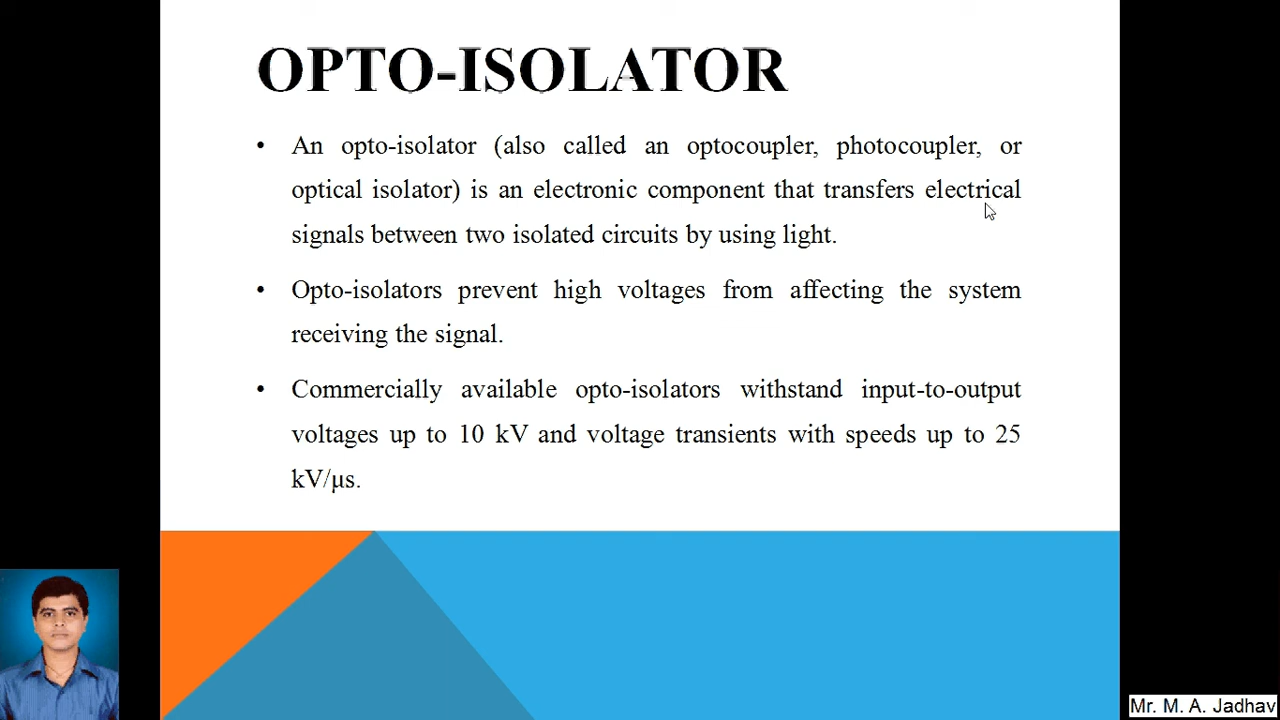 OPTO-ISOLATOR
• An opto-isolator (also called an optocoupler, photocoupler, or
optical isolator) is an electronic component that transfers electrical
signals between two isolated circuits by using light.
• Opto-isolators prevent high voltages from affecting the system
receiving the signal.
• Commercially available opto-isolators withstand input-to-output
voltages up to 10 kV and voltage transients with speeds up to 25
kV/μs.
Mr. M. A. Jadhav